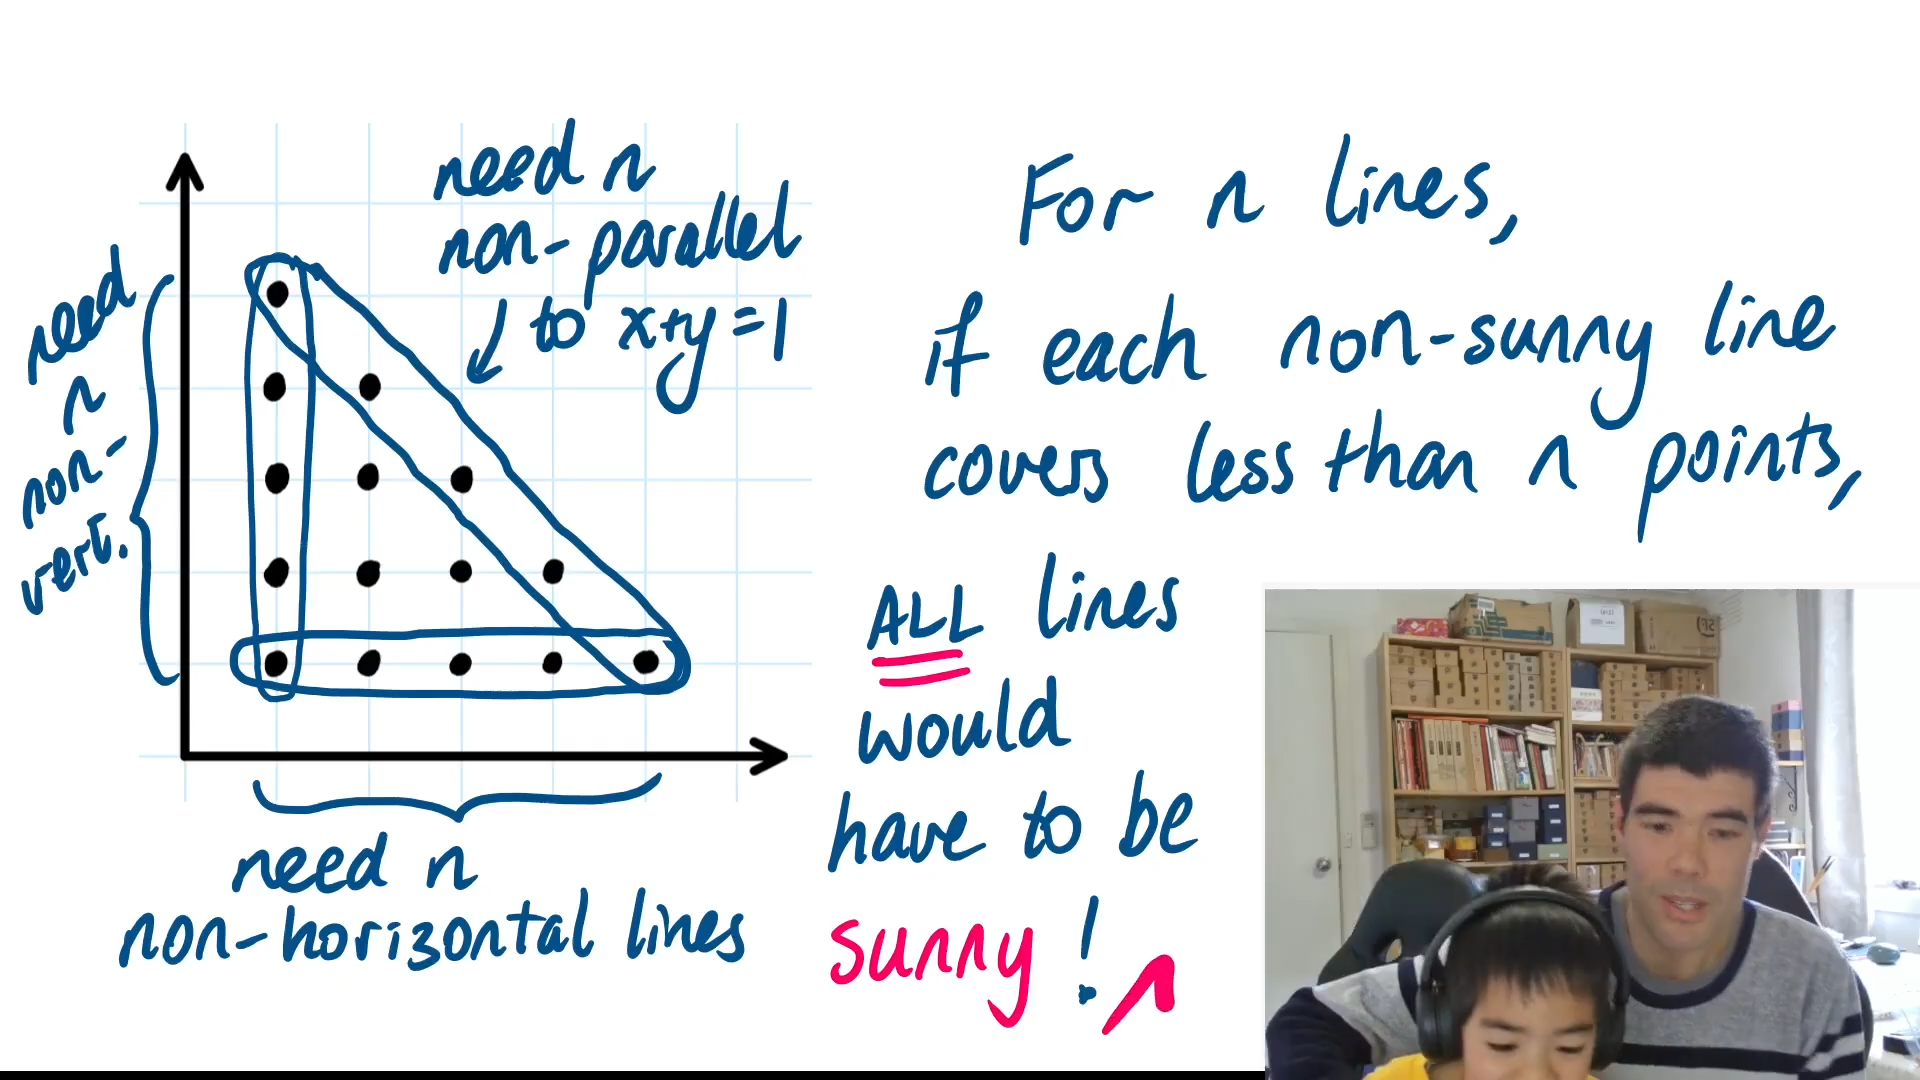 need n
non-parallel
to x+y=1
need
n
non-
vert.
need n
non-horizontal lines
For n lines,
if each non-sunny line
covers less than n points,
ALL lines
would
have to be
sunny!